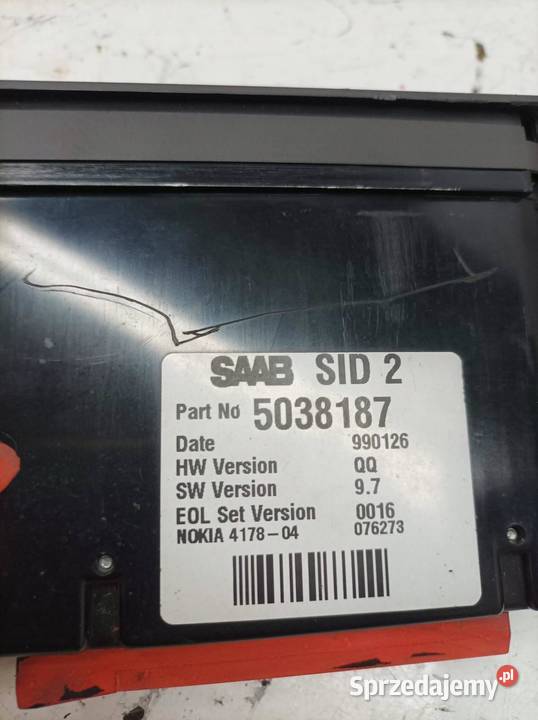 SAAB SID 2
Part No 5038187
Date 990126
HW Version QQ
SW Version 9.7
EOL Set Version 0016
NOKIA 4178-04 076273
Sprzedajemy.pl